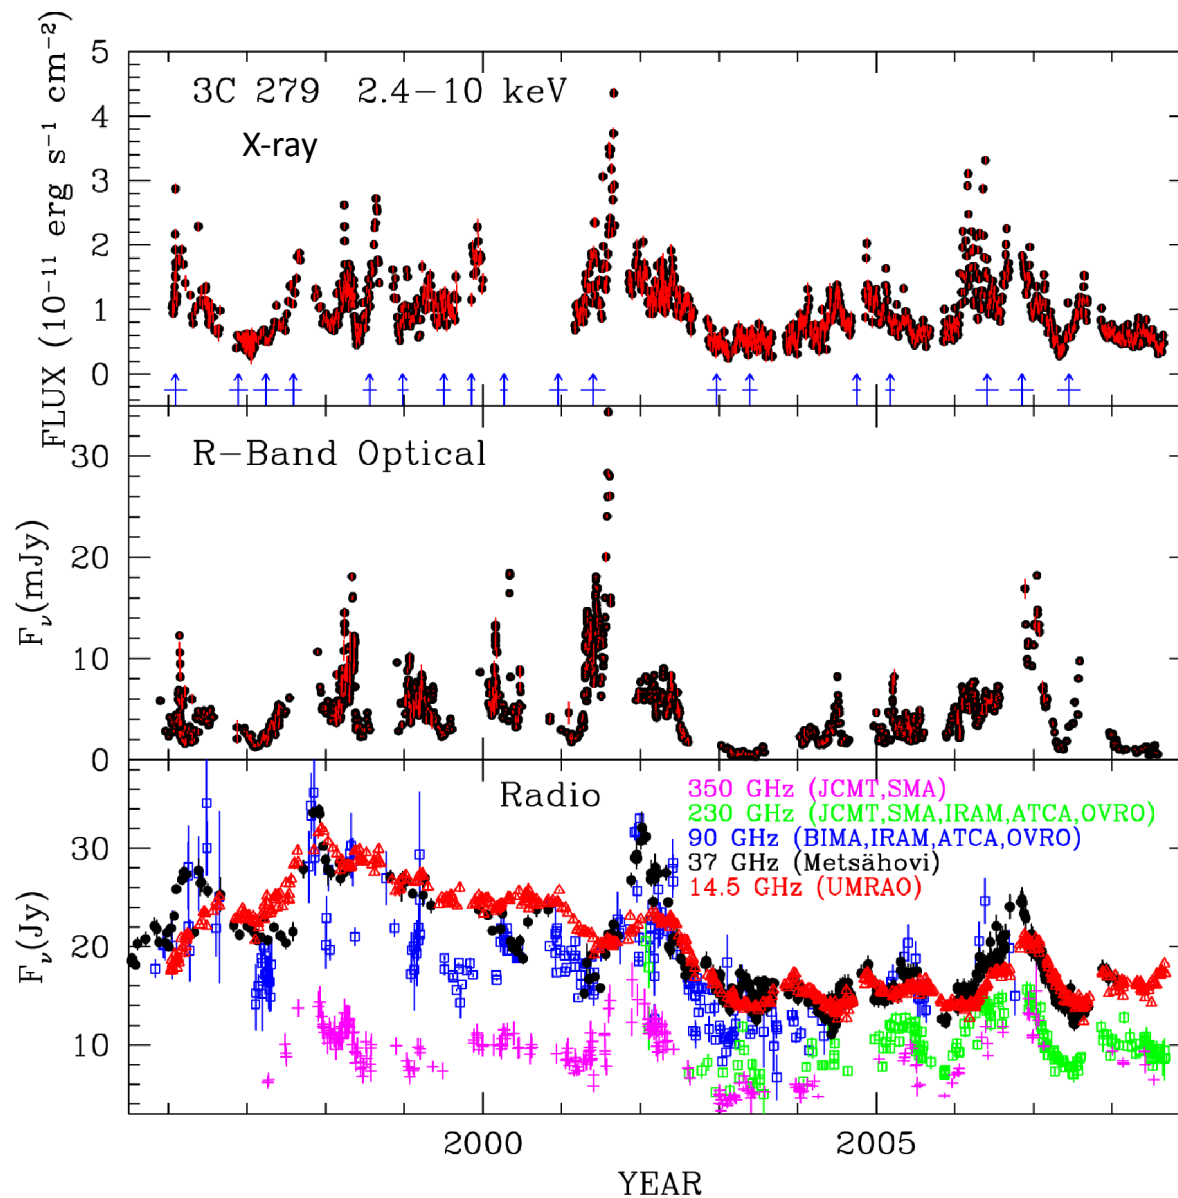 3C 279 2.4−10 keV
X-ray
FLUX (10⁻¹¹ erg s⁻¹ cm⁻²)
5
4
3
2
1
0
R−Band Optical
Fν(mJy)
30
20
10
0
Radio
350 GHz (JCMT,SMA)
230 GHz (JCMT,SMA,IRAM,ATCA,OVRO)
90 GHz (BIMA,IRAM,ATCA,OVRO)
37 GHz (Metsähovi)
14.5 GHz (UMRAO)
Fν(Jy)
30
20
10
2000
2005
YEAR